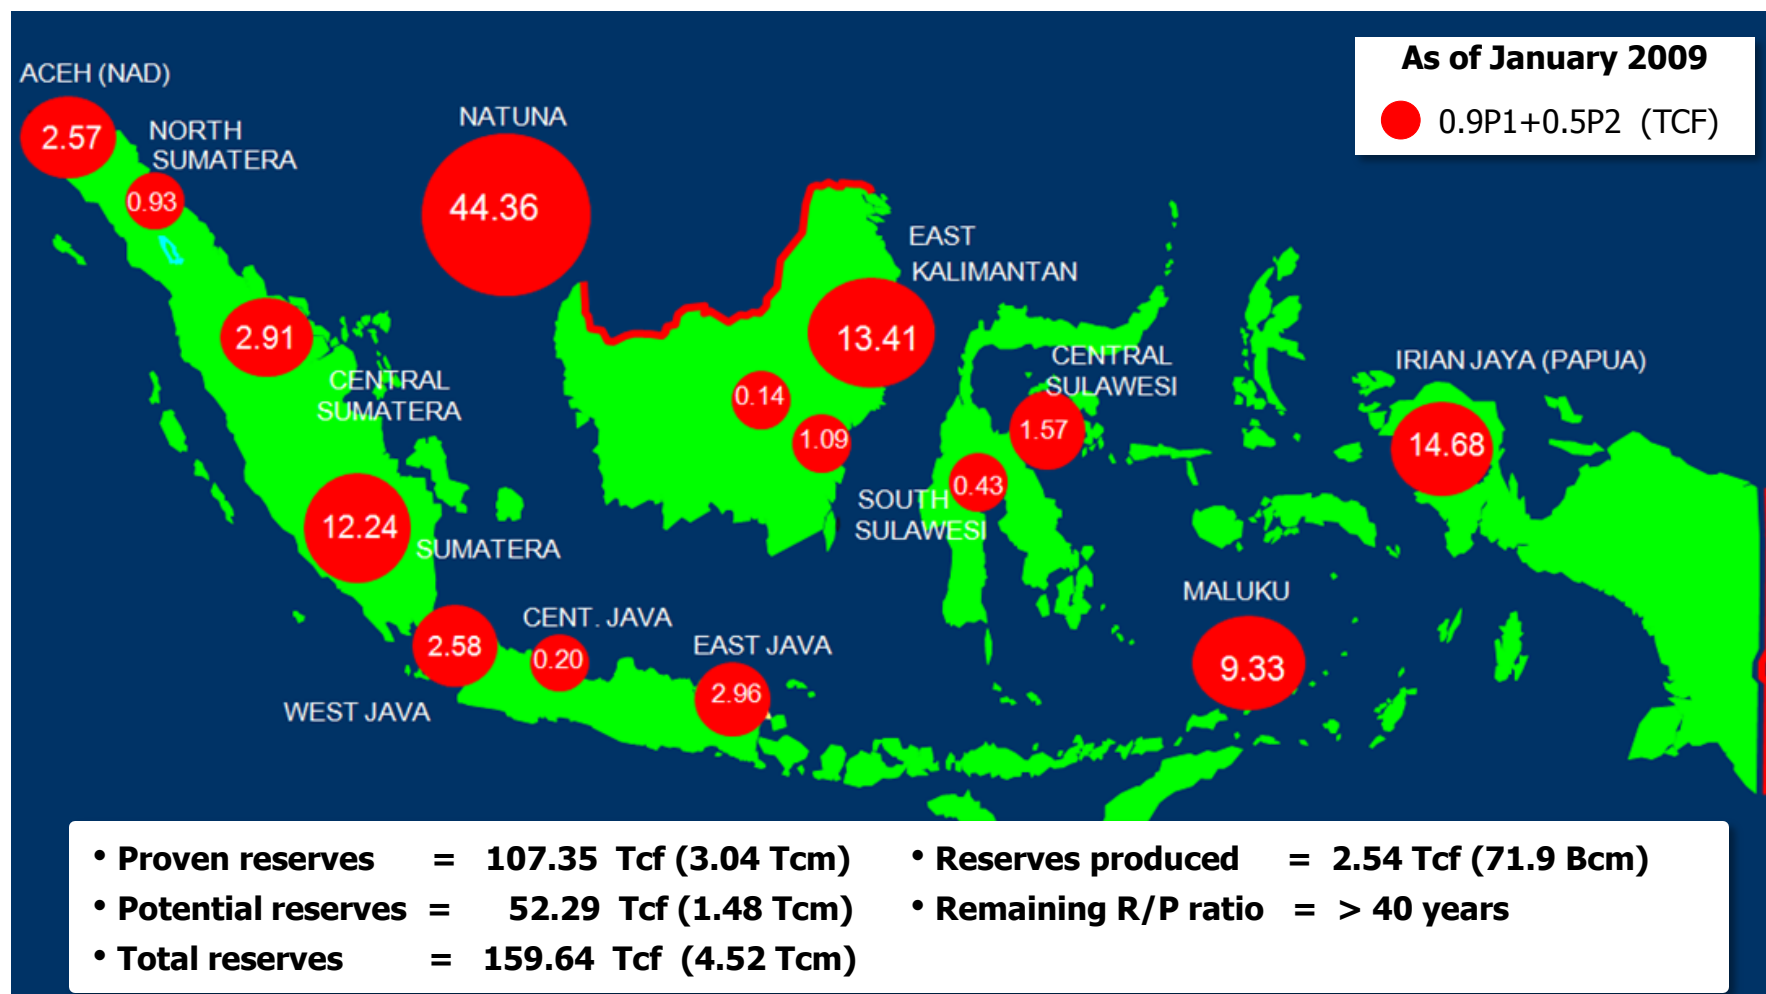 As of January 2009
0.9P1+0.5P2 (TCF)
ACEH (NAD)
2.57
NORTH
SUMATERA
0.93
NATUNA
44.36
EAST
KALIMANTAN
13.41
2.91
CENTRAL
SUMATERA
0.14
1.09
CENTRAL
SULAWESI
1.57
IRIAN JAYA (PAPUA)
14.68
0.43
SOUTH
SULAWESI
12.24
SUMATERA
MALUKU
9.33
2.58
WEST JAVA
CENT. JAVA
0.20
EAST JAVA
2.96
• Proven reserves = 107.35 Tcf (3.04 Tcm)
• Potential reserves = 52.29 Tcf (1.48 Tcm)
• Total reserves = 159.64 Tcf (4.52 Tcm)
• Reserves produced = 2.54 Tcf (71.9 Bcm)
• Remaining R/P ratio = > 40 years